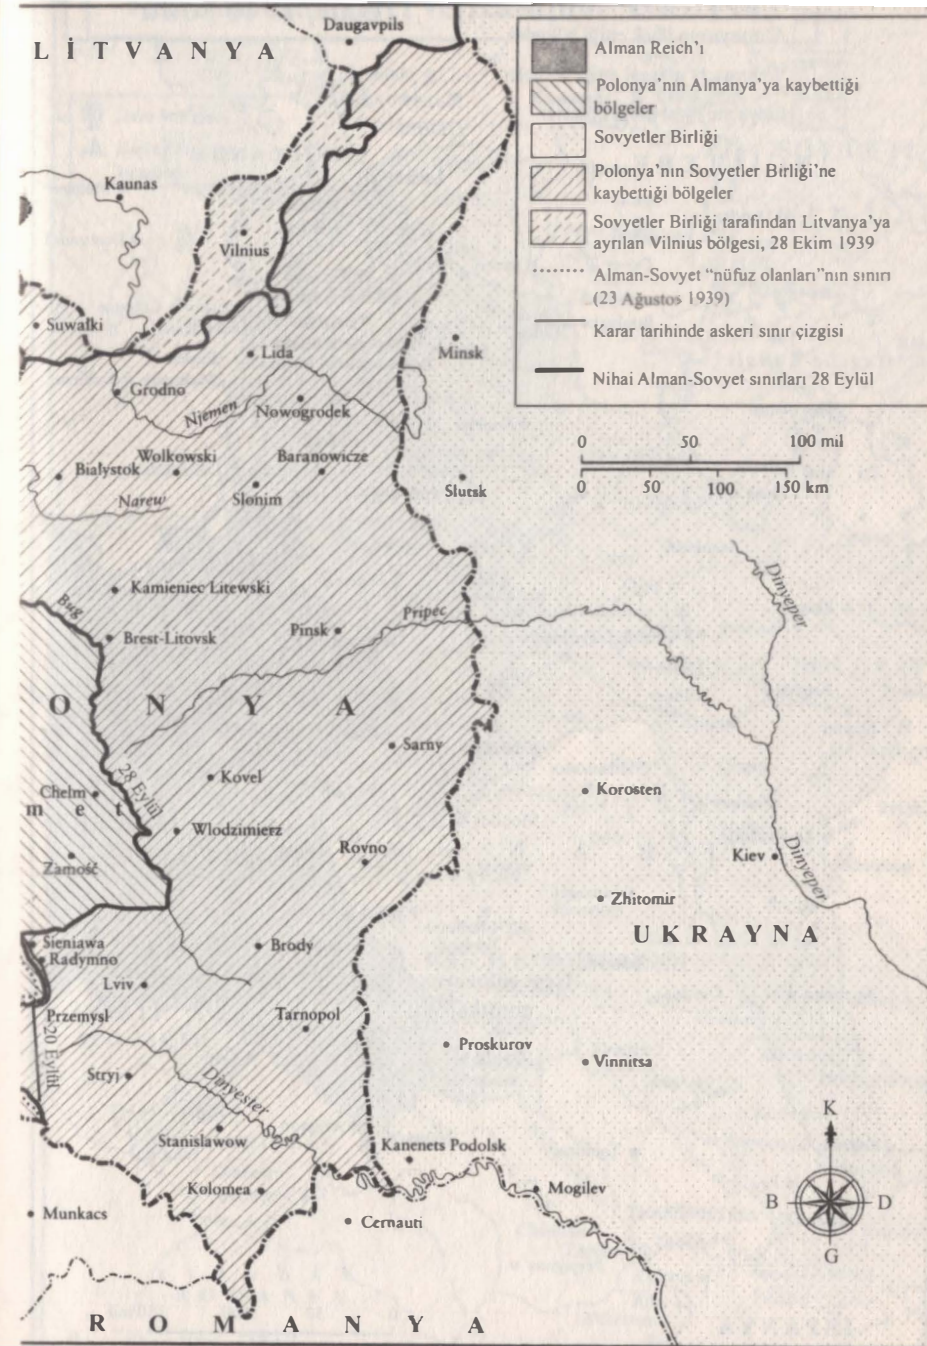 Daugavpils
LİTVANYA
Alman Reich'ı
Polonya'nın Almanya'ya kaybettiği
bölgeler
Sovyetler Birliği
Polonya'nın Sovyetler Birliği'ne
kaybettiği bölgeler
Sovyetler Birliği tarafından Litvanya'ya
ayrılan Vilnius bölgesi, 28 Ekim 1939
Alman-Sovyet "nüfuz olanları"nın sınırı
(23 Ağustos 1939)
Karar tarihinde askeri sınır çizgisi
Nihai Alman-Sovyet sınırları 28 Eylül
Kaunas
Vilnius
Suwałki
Lida
Minsk
Grodno
Njemen
Nowogrodek
0 50 100 mil
0 50 100 150 km
Wolkowski
Baranowicze
Białystok
Slonim
Slutsk
Narew
Kamieniec Litewski
Bug
Brest-Litovsk
Pinsk
Pripec
Dinyeper
ONYA
Sarny
28 Eylül
Kovel
Chelm
met
Korosten
Wlodzimierz
Rovno
Zamość
Kiev
Dinyeper
Zhitomir
UKRAYNA
Sieniawa
Radymno
Brody
Lviv
Przemysl
Tarnopol
20 Eylül
Proskurov
Vinnitsa
Stryj
Dinyester
Stanislawow
Kanenets Podolsk
K
B
D
G
Kolomea
Mogilev
Munkacs
Cernauti
ROMANYA